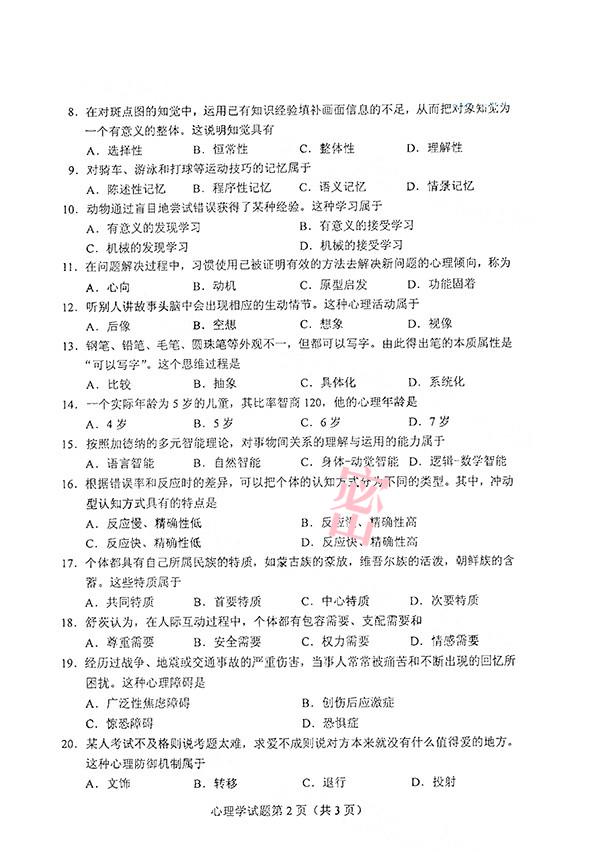 8．在对斑点图的知觉中，运用已有知识经验填补画面信息的不足，从而把对象知觉为
一个有意义的整体。这说明知觉具有
A．选择性 B．恒常性 C．整体性 D．理解性
9．对骑车、游泳和打球等运动技巧的记忆属于
A．陈述性记忆 B．程序性记忆 C．语义记忆 D．情景记忆
10．动物通过盲目地尝试错误获得了某种经验。这种学习属于
A．有意义的发现学习 B．有意义的接受学习
C．机械的发现学习 D．机械的接受学习
11．在问题解决过程中，习惯使用已被证明有效的方法去解决新问题的心理倾向，称为
A．心向 B．动机 C．原型启发 D．功能固着
12．听别人讲故事头脑中会出现相应的生动情节。这种心理活动属于
A．后像 B．空想 C．想象 D．视像
13．钢笔、铅笔、毛笔、圆珠笔等外观不一，但都可以写字。由此得出笔的本质属性是
“可以写字”。这个思维过程是
A．比较 B．抽象 C．具体化 D．系统化
14．一个实际年龄为 5 岁的儿童，其比率智商 120，他的心理年龄是
A．4 岁 B．5 岁 C．6 岁 D．7 岁
15．按照加德纳的多元智能理论，对事物间关系的理解与运用的能力属于
A．语言智能 B．自然智能 C．身体-动觉智能 D．逻辑-数学智能
16．根据错误率和反应时的差异，可以把个体的认知方式分为不同的类型。其中，冲动
型认知方式具有的特点是
A．反应慢、精确性低 B．反应慢、精确性高
C．反应快、精确性低 D．反应快、精确性高
17．个体都具有自己所属民族的特质，如蒙古族的豪放，维吾尔族的活泼，朝鲜族的含
蓄。这些特质属于
A．共同特质 B．首要特质 C．中心特质 D．次要特质
18．舒茨认为，在人际互动过程中，个体都有包容需要、支配需要和
A．尊重需要 B．安全需要 C．权力需要 D．情感需要
19．经历过战争、地震或交通事故的严重伤害，当事人常常被痛苦和不断出现的回忆所
困扰。这种心理障碍是
A．广泛性焦虑障碍 B．创伤后应激症
C．惊恐障碍 D．恐惧症
20．某人考试不及格则说考题太难，求爱不成则说对方本来就没有什么值得爱的地方。
这种心理防御机制属于
A．文饰 B．转移 C．退行 D．投射
心理学试题第 2 页（共 3 页）